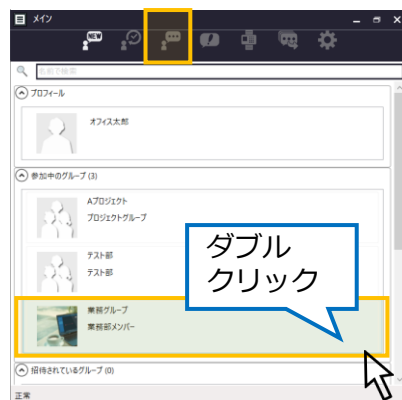 メイン
NEW
名前で検索
プロフィール
オフィス太郎
参加中のグループ (3)
Aプロジェクト
プロジェクトグループ
テスト部
テスト部
ダブル
クリック
業務グループ
業務部メンバー
招待されているグループ (0)
正常